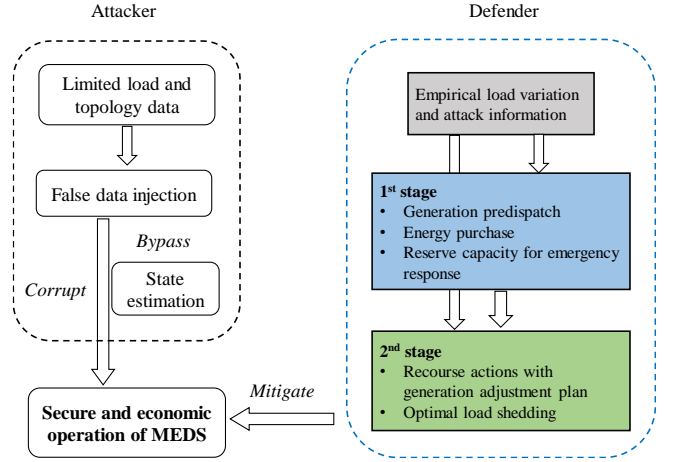 Attacker
Limited load and
topology data
False data injection
Bypass
State
estimation
Corrupt
Secure and economic
operation of MEDS
Mitigate
Defender
Empirical load variation
and attack information
1st stage
• Generation predispatch
• Energy purchase
• Reserve capacity for emergency
response
2nd stage
• Recourse actions with
generation adjustment plan
• Optimal load shedding